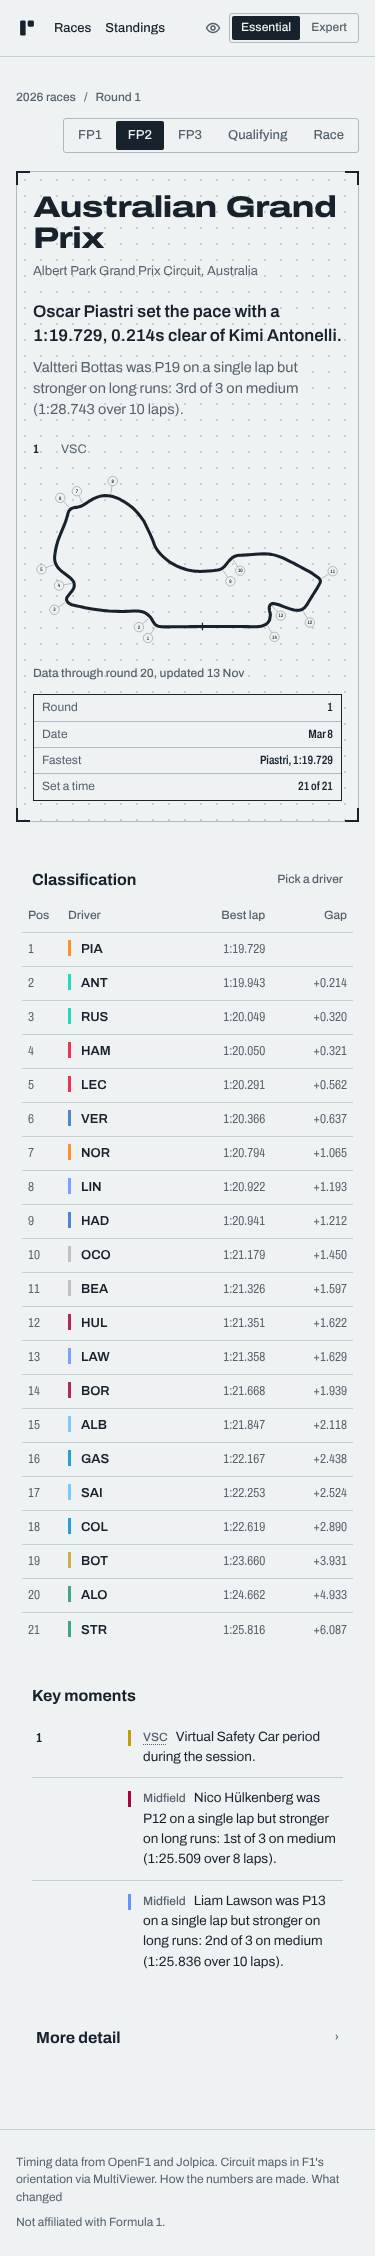 Races Standings Essential Expert
2026 races / Round 1
FP1 FP2 FP3 Qualifying Race
Australian Grand
Prix
Albert Park Grand Prix Circuit, Australia
Oscar Piastri set the pace with a
1:19.729, 0.214s clear of Kimi Antonelli.
Valtteri Bottas was P19 on a single lap but
stronger on long runs: 3rd of 3 on medium
(1:28.743 over 10 laps).
1 VSC
8
7
6
5
4
3
2
1
9
10
11
12
13
14
Data through round 20, updated 13 Nov
Round 1
Date Mar 8
Fastest Piastri, 1:19.729
Set a time 21 of 21
Classification Pick a driver
Pos Driver Best lap Gap
1 PIA 1:19.729
2 ANT 1:19.943 +0.214
3 RUS 1:20.049 +0.320
4 HAM 1:20.050 +0.321
5 LEC 1:20.291 +0.562
6 VER 1:20.366 +0.637
7 NOR 1:20.794 +1.065
8 LIN 1:20.922 +1.193
9 HAD 1:20.941 +1.212
10 OCO 1:21.179 +1.450
11 BEA 1:21.326 +1.597
12 HUL 1:21.351 +1.622
13 LAW 1:21.358 +1.629
14 BOR 1:21.668 +1.939
15 ALB 1:21.847 +2.118
16 GAS 1:22.167 +2.438
17 SAI 1:22.253 +2.524
18 COL 1:22.619 +2.890
19 BOT 1:23.660 +3.931
20 ALO 1:24.662 +4.933
21 STR 1:25.816 +6.087
Key moments
1 VSC Virtual Safety Car period
during the session.
Midfield Nico Hülkenberg was
P12 on a single lap but stronger
on long runs: 1st of 3 on medium
(1:25.509 over 8 laps).
Midfield Liam Lawson was P13
on a single lap but stronger on
long runs: 2nd of 3 on medium
(1:25.836 over 10 laps).
More detail ›
Timing data from OpenF1 and Jolpica. Circuit maps in F1's
orientation via MultiViewer. How the numbers are made. What
changed
Not affiliated with Formula 1.